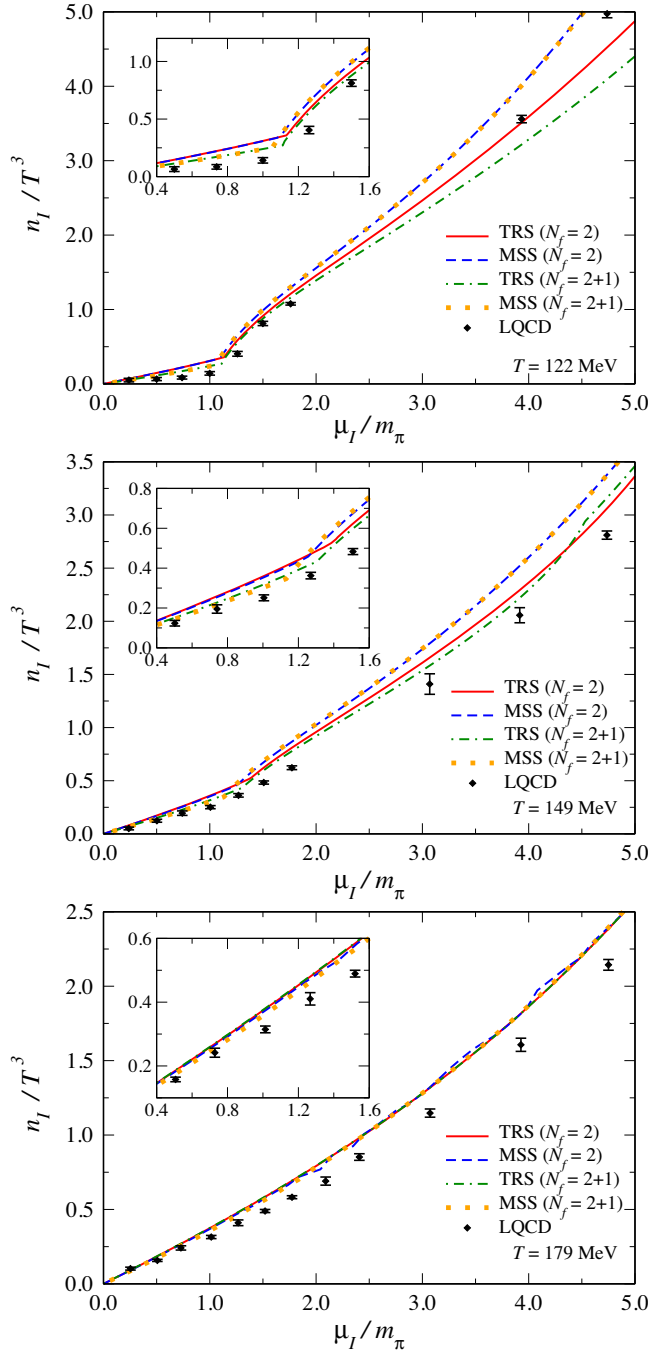 5.0
4.0
3.0
2.0
1.0
0.0
n_I / T^3
1.0
0.5
0.0
0.4 0.8 1.2 1.6
TRS (N_f = 2)
MSS (N_f = 2)
TRS (N_f = 2+1)
MSS (N_f = 2+1)
LQCD
T = 122 MeV
0.0 1.0 2.0 3.0 4.0 5.0
μ_I / m_π
3.5
3.0
2.5
2.0
1.5
1.0
0.5
0.0
n_I / T^3
0.8
0.6
0.4
0.2
0.0
0.4 0.8 1.2 1.6
TRS (N_f = 2)
MSS (N_f = 2)
TRS (N_f = 2+1)
MSS (N_f = 2+1)
LQCD
T = 149 MeV
0.0 1.0 2.0 3.0 4.0 5.0
μ_I / m_π
2.5
2.0
1.5
1.0
0.5
0.0
n_I / T^3
0.6
0.4
0.2
0.4 0.8 1.2 1.6
TRS (N_f = 2)
MSS (N_f = 2)
TRS (N_f = 2+1)
MSS (N_f = 2+1)
LQCD
T = 179 MeV
0.0 1.0 2.0 3.0 4.0 5.0
μ_I / m_π